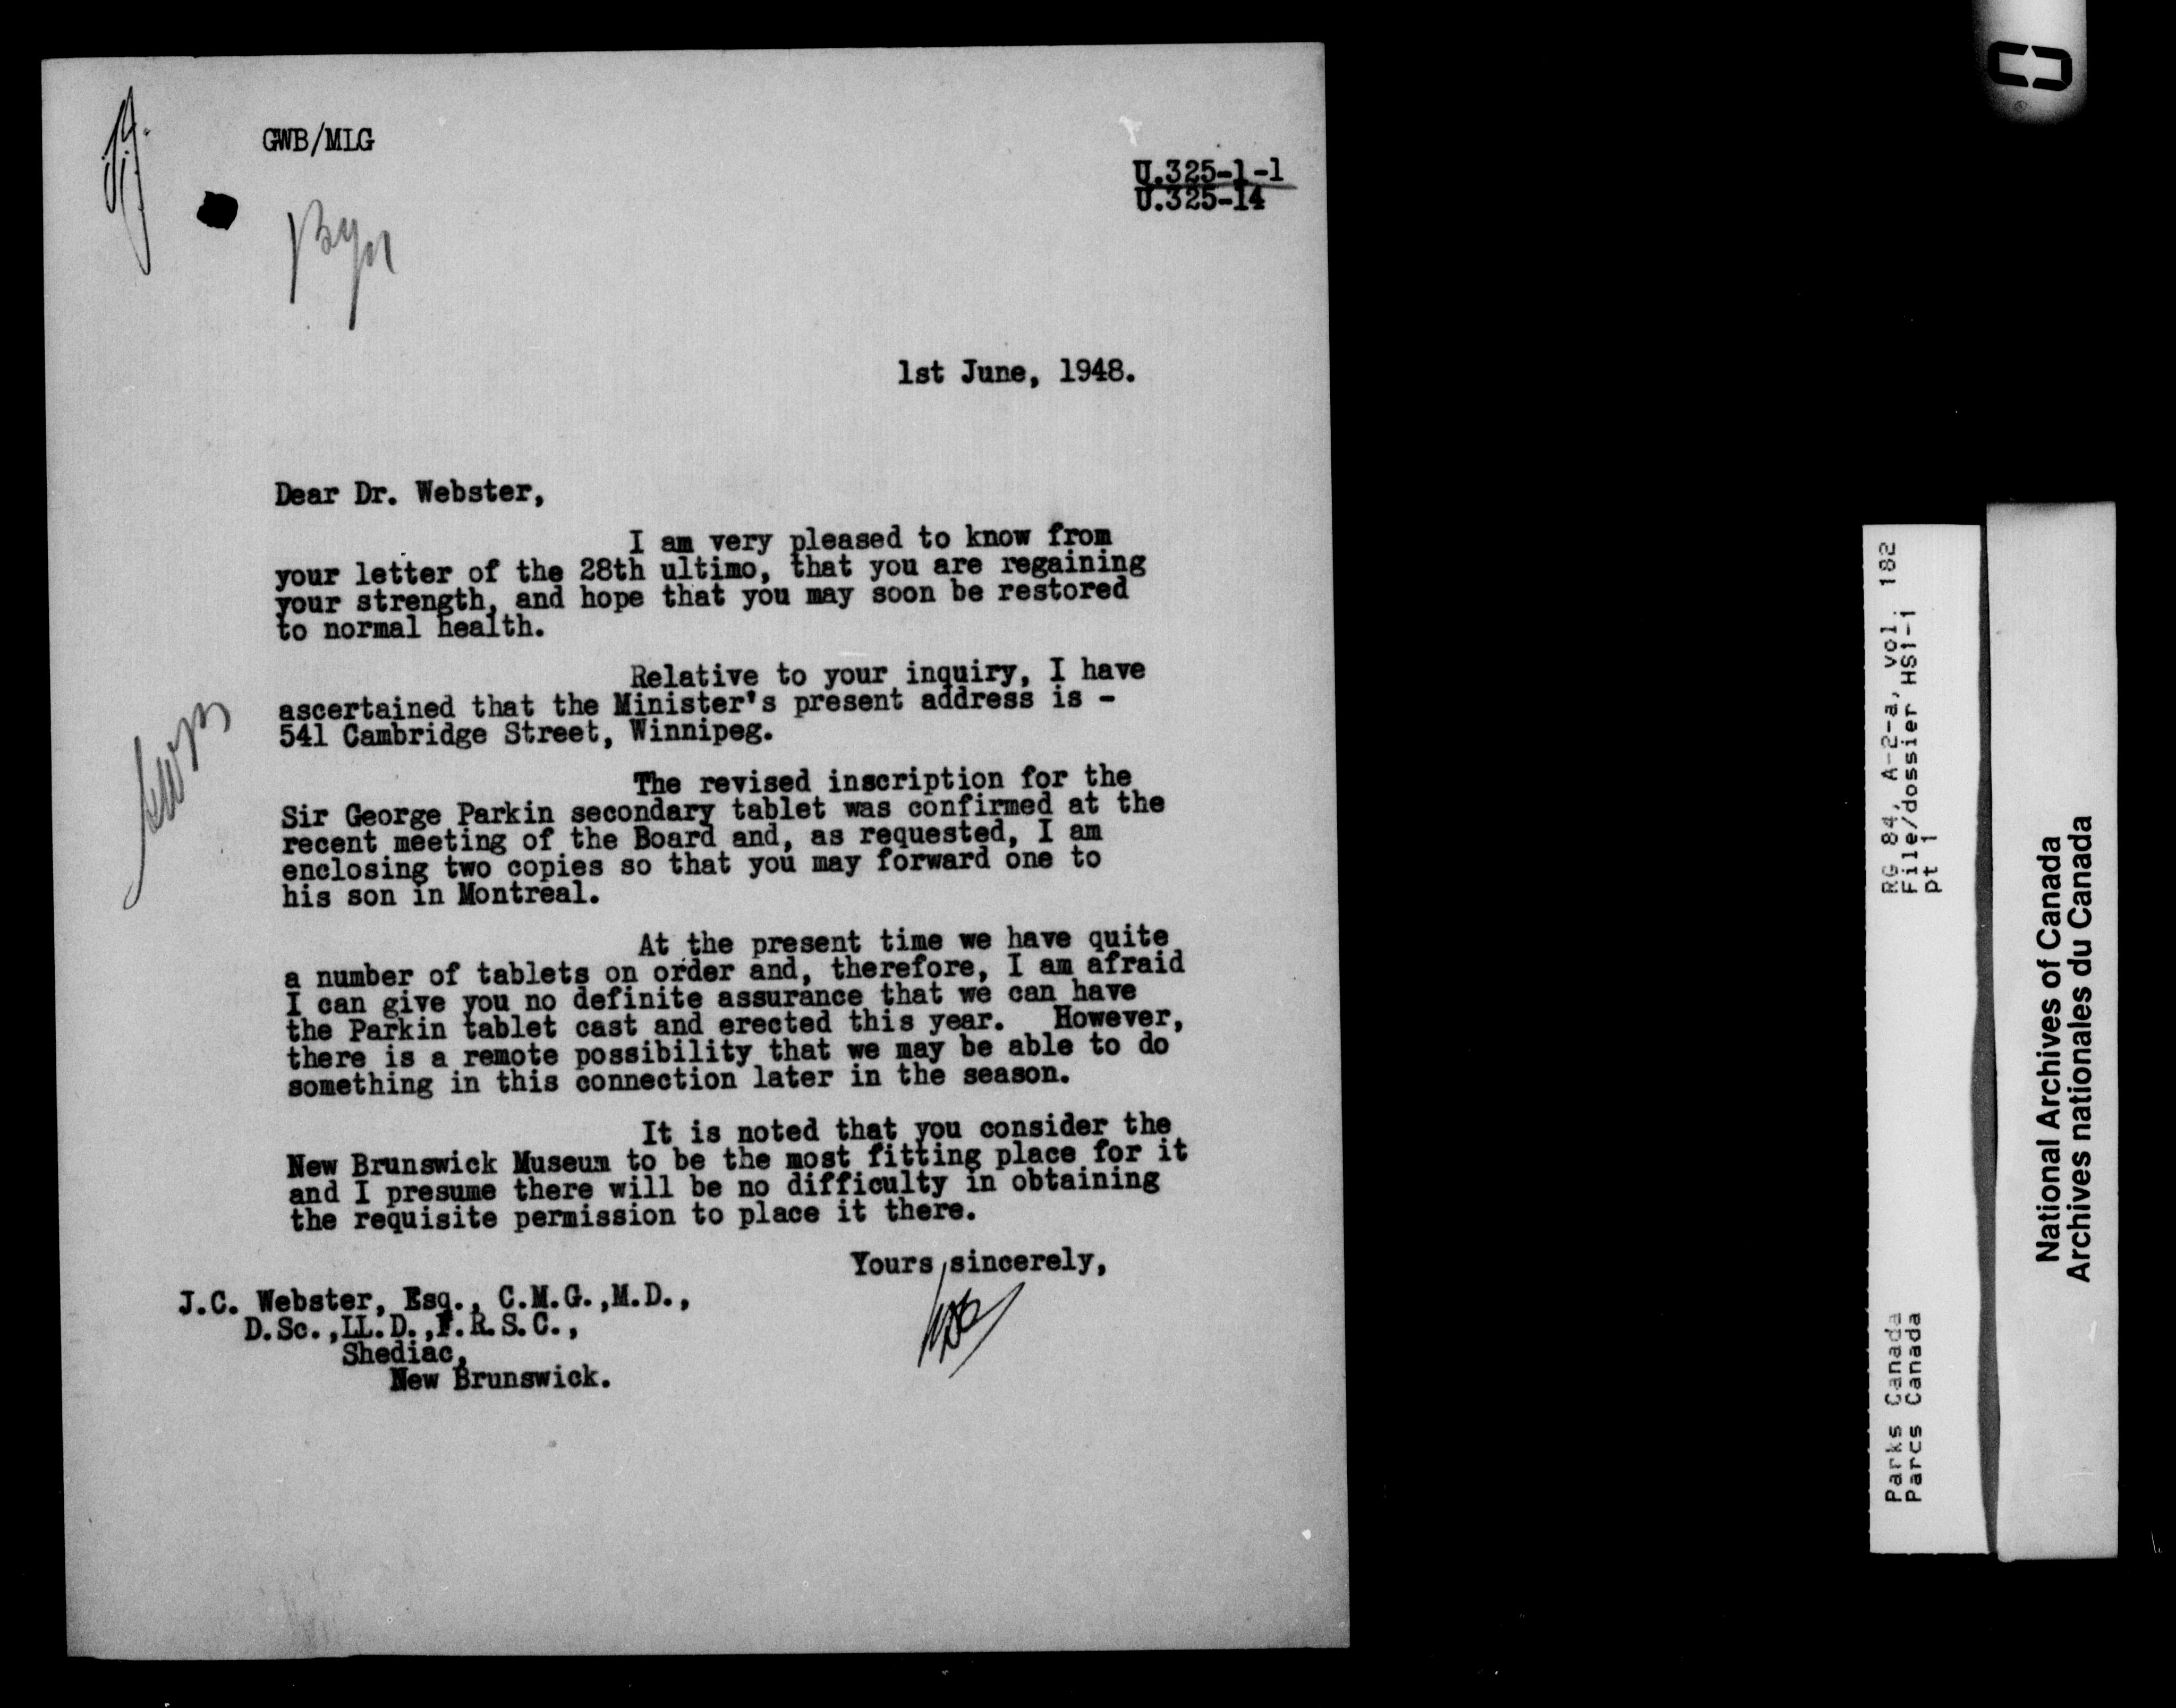 GWB/MLG
U.325-1-1
U.325-14
1st June, 1948.
Dear Dr. Webster,
I am very pleased to know from
your letter of the 28th ultimo, that you are regaining
your strength, and hope that you may soon be restored
to normal health.
Relative to your inquiry, I have
ascertained that the Minister's present address is -
541 Cambridge Street, Winnipeg.
The revised inscription for the
Sir George Parkin secondary tablet was confirmed at the
recent meeting of the Board and, as requested, I am
enclosing two copies so that you may forward one to
his son in Montreal.
At the present time we have quite
a number of tablets on order and, therefore, I am afraid
I can give you no definite assurance that we can have
the Parkin tablet cast and erected this year. However,
there is a remote possibility that we may be able to do
something in this connection later in the season.
It is noted that you consider the
New Brunswick Museum to be the most fitting place for it
and I presume there will be no difficulty in obtaining
the requisite permission to place it there.
Yours sincerely,
J.C. Webster, Esq., C.M.G.,M.D.,
D.Sc.,LL.D.,F.R.S.C.,
Shediac,
New Brunswick.
RG 84, A-2-a, vol. 182
File/dossier HS1-1
pt 1
Parks Canada
Parcs Canada
National Archives of Canada
Archives nationales du Canada